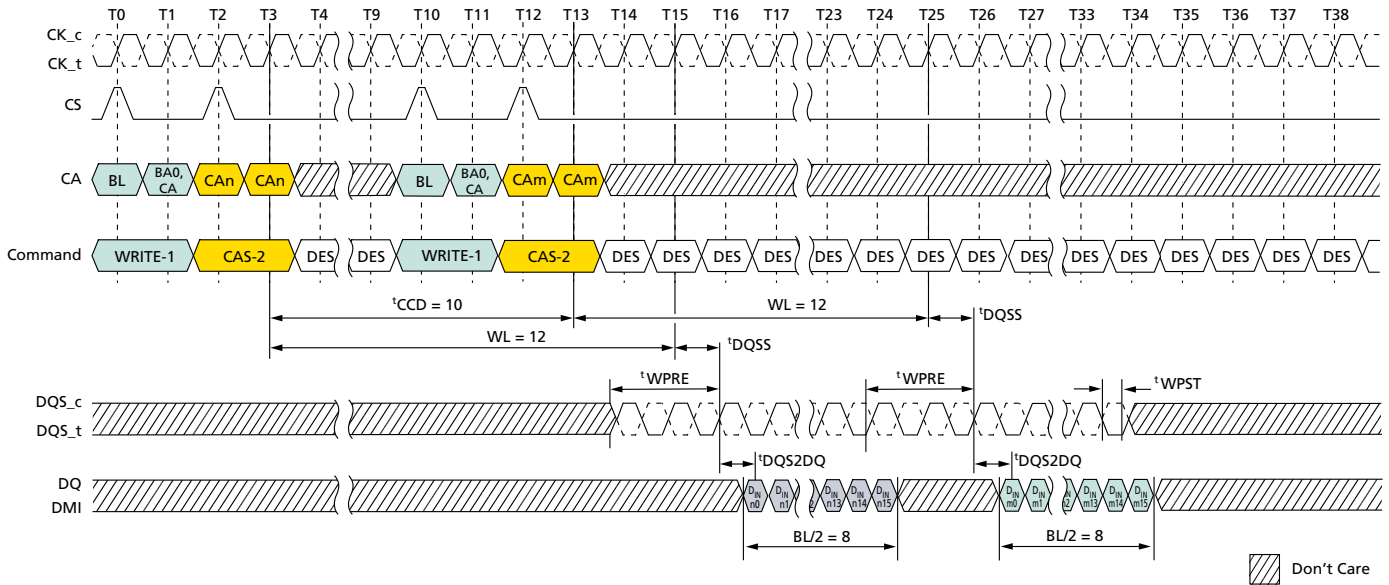 T0 T1 T2 T3 T4 T9 T10 T11 T12 T13 T14 T15 T16 T17 T23 T24 T25 T26 T27 T33 T34 T35 T36 T37 T38
CK_c
CK_t
CS
CA BL BA0, CA CAn CAn BL BA0, CA CAm CAm
Command WRITE-1 CAS-2 DES DES WRITE-1 CAS-2 DES DES DES DES DES DES DES DES DES DES DES DES DES DES DES
tCCD = 10 WL = 12 tDQSS
WL = 12 tDQSS
tWPRE tWPRE tWPST
DQS_c
DQS_t
tDQS2DQ tDQS2DQ
DQ
DMI
DIN n0 DIN n1 DIN n13 DIN n14 DIN n15 DIN m0 DIN m1 DIN m13 DIN m14 DIN m15
BL/2 = 8 BL/2 = 8
Don't Care